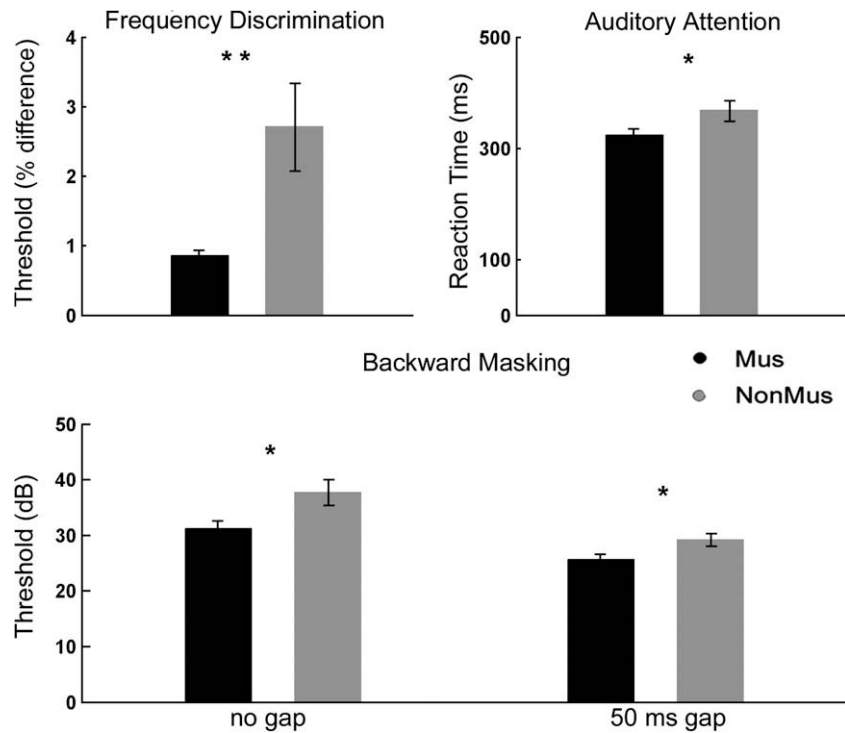 Frequency Discrimination
Threshold (% difference)
4
3
2
1
0
* *
Auditory Attention
Reaction Time (ms)
500
300
100
0
*
Backward Masking
Mus
NonMus
Threshold (dB)
50
40
30
20
10
0
*
*
no gap
50 ms gap